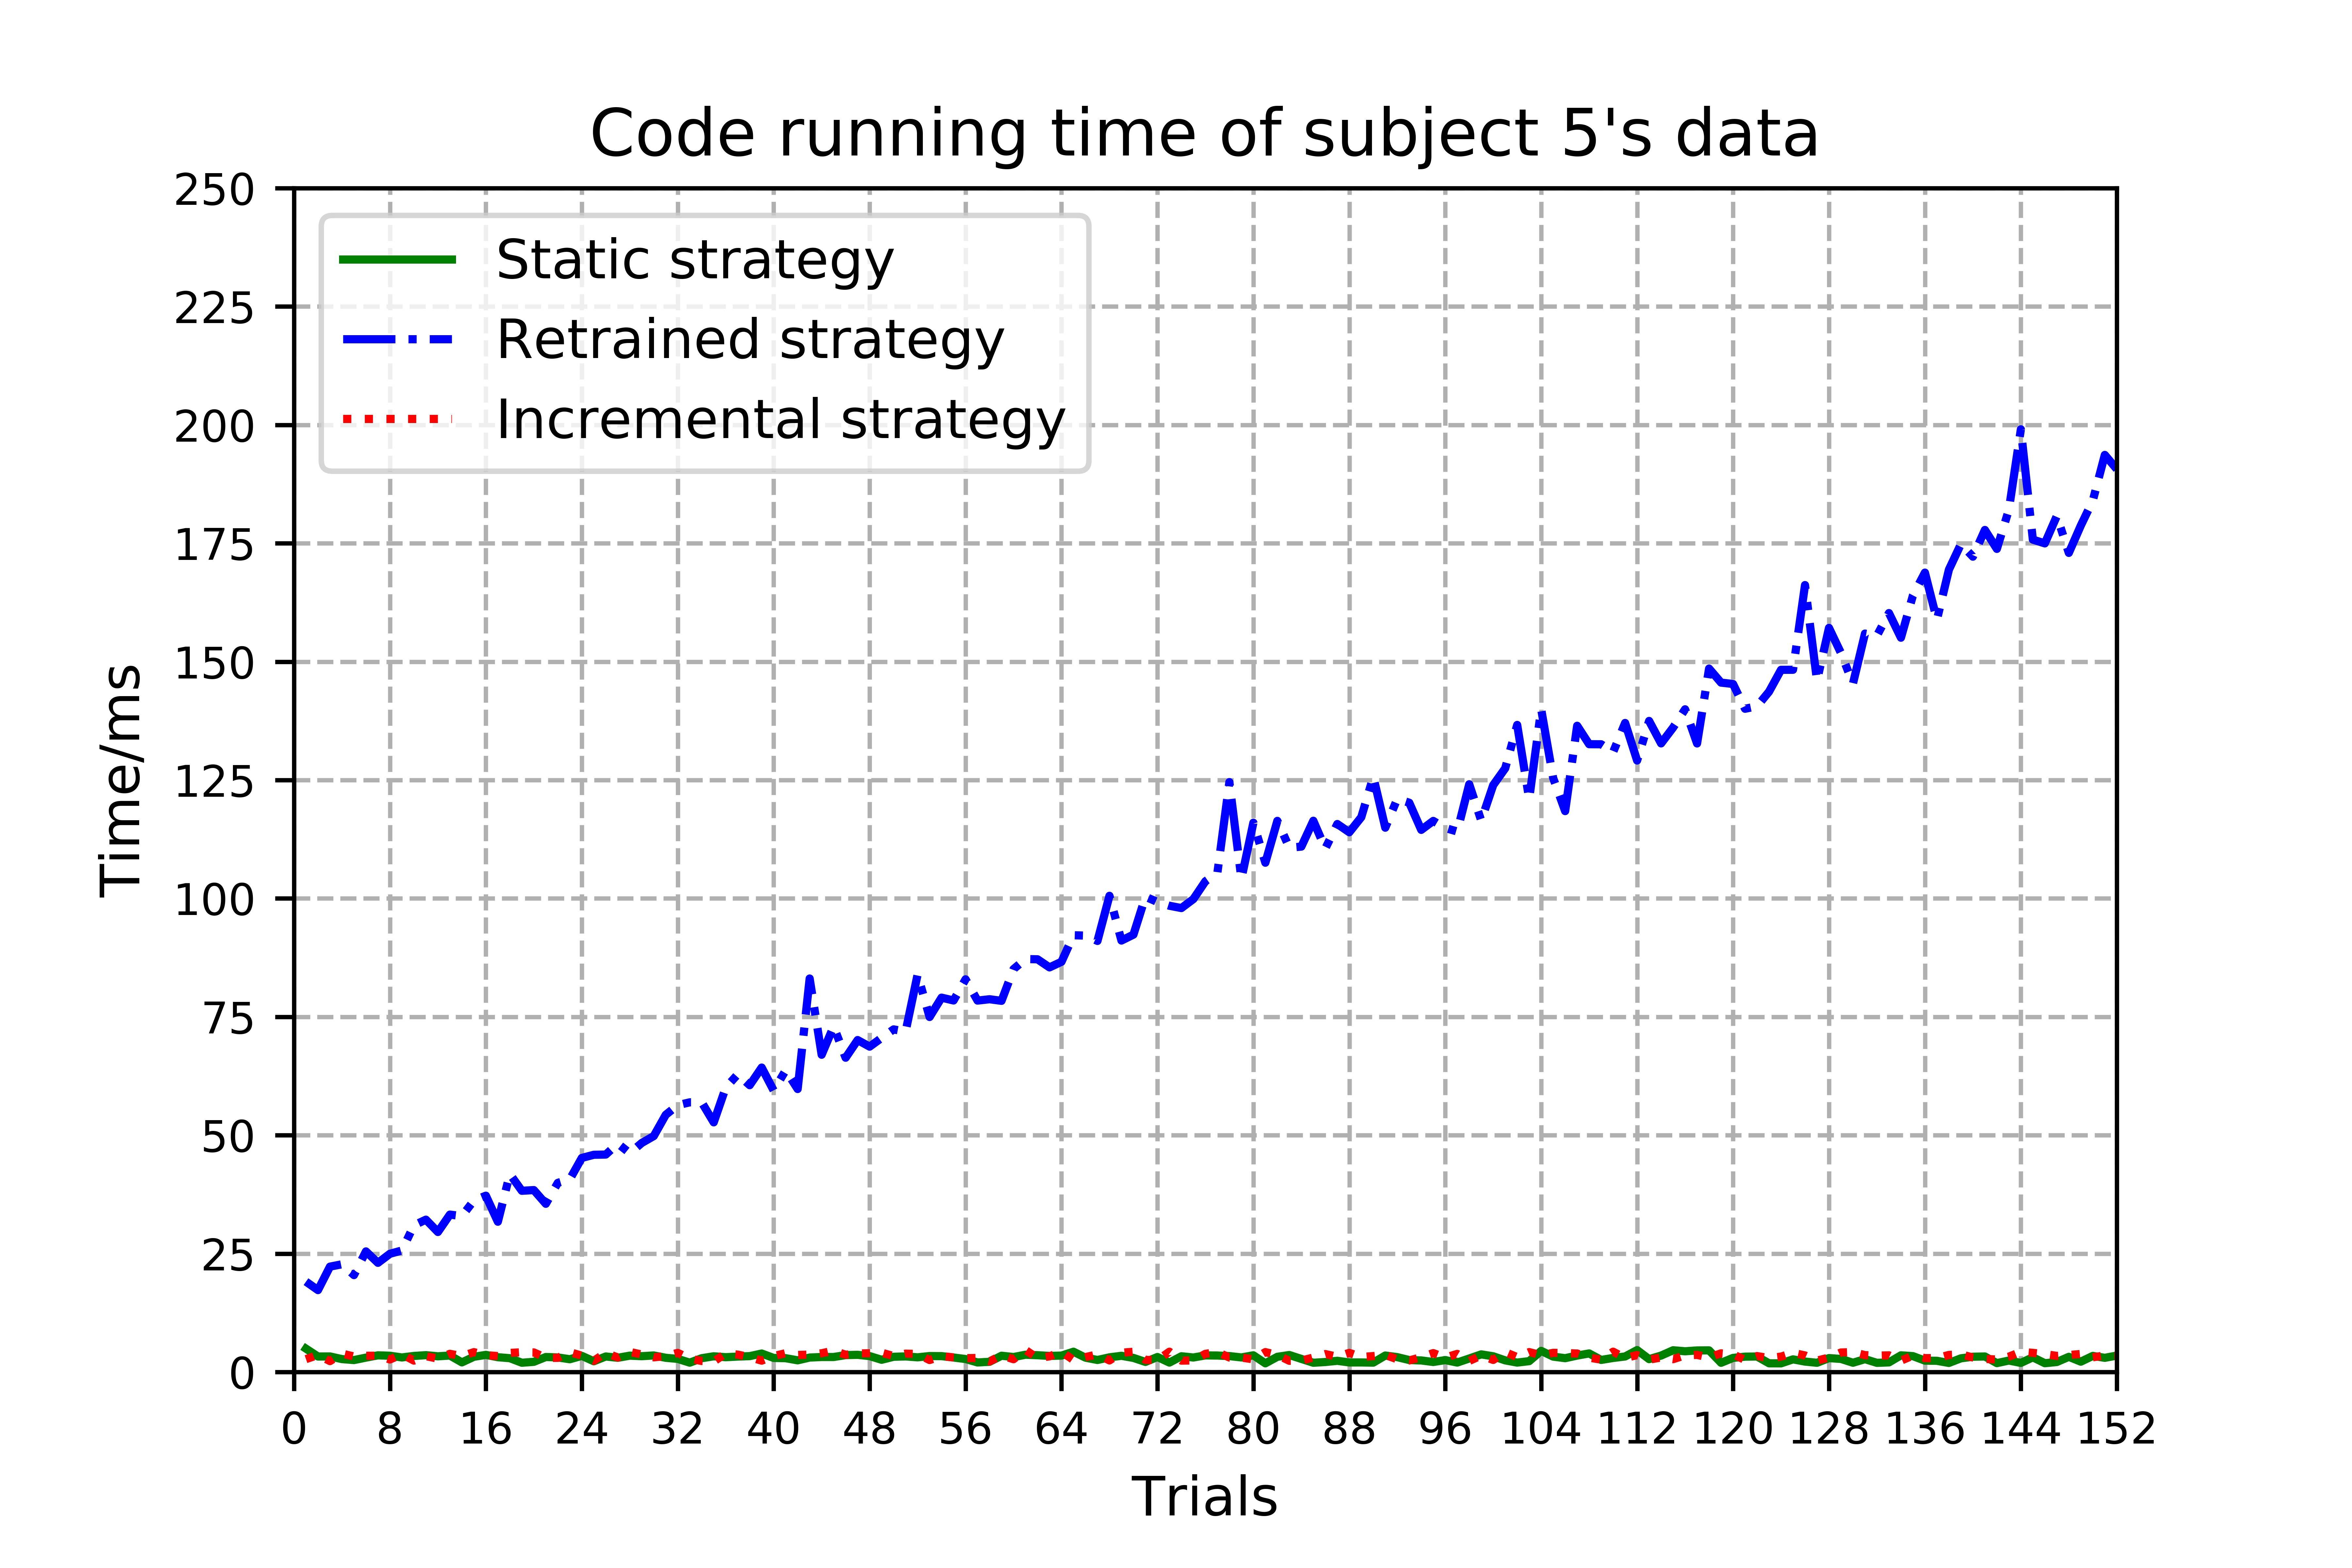 Code running time of subject 5's data
250
225
200
175
150
125
100
75
50
25
0
Time/ms
Static strategy
Retrained strategy
Incremental strategy
0 8 16 24 32 40 48 56 64 72 80 88 96 104 112 120 128 136 144 152
Trials